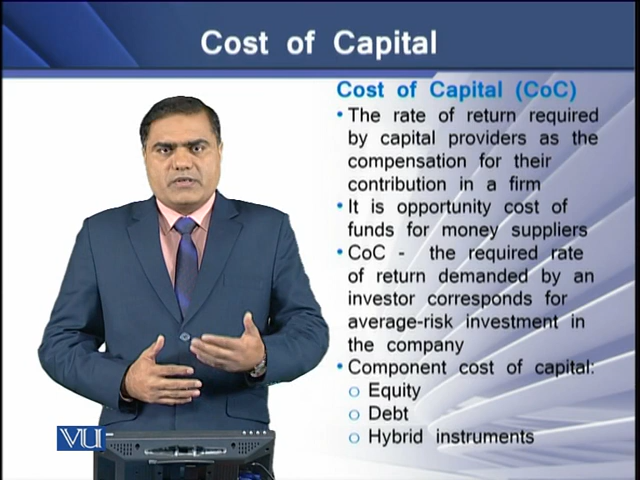 Cost of Capital
Cost of Capital (CoC)
• The rate of return required
by capital providers as the
compensation for their
contribution in a firm
• It is opportunity cost of
funds for money suppliers
• CoC - the required rate
of return demanded by an
investor corresponds for
average-risk investment in
the company
• Component cost of capital:
o Equity
o Debt
o Hybrid instruments
VU